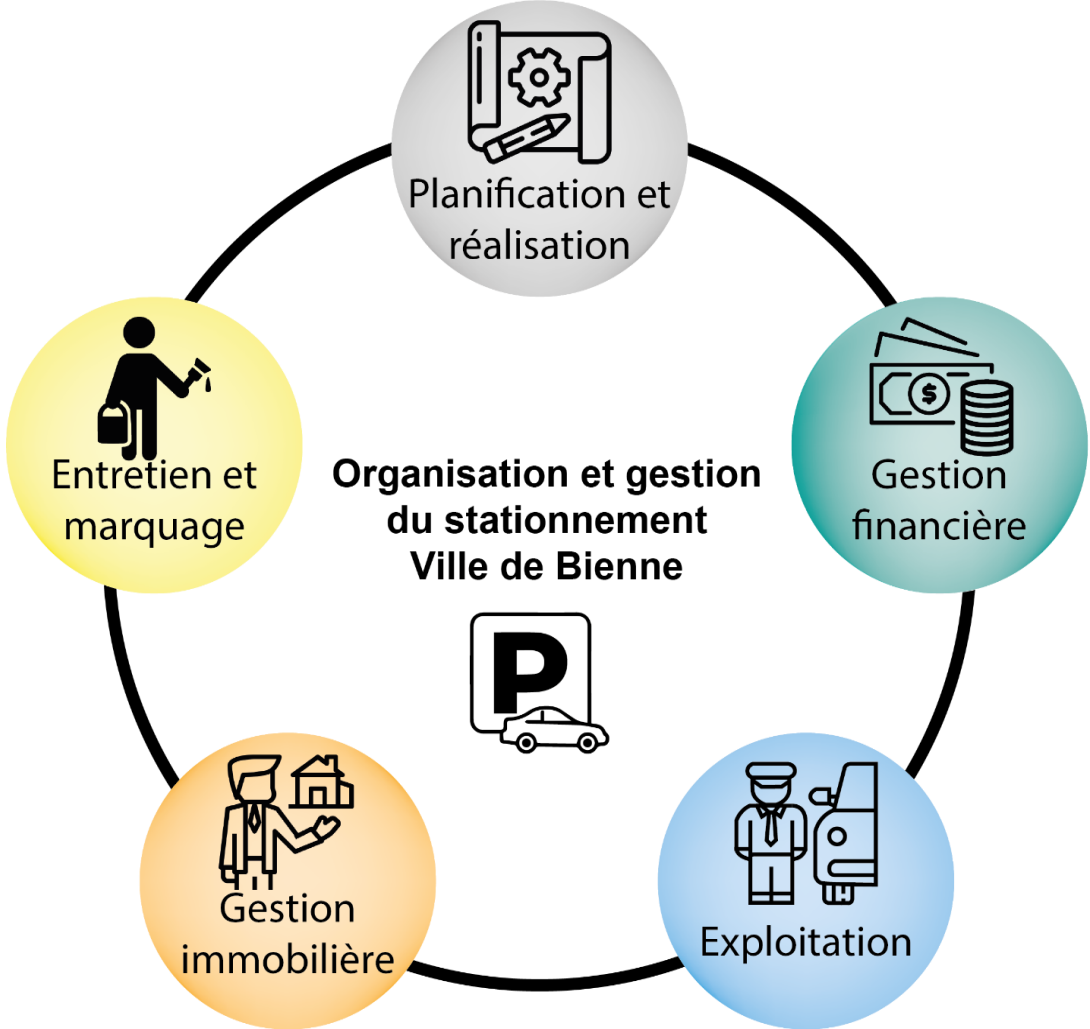 Planification et
réalisation
Gestion
financière
Exploitation
Gestion
immobilière
Entretien et
marquage
Organisation et gestion
du stationnement
Ville de Bienne
P
$